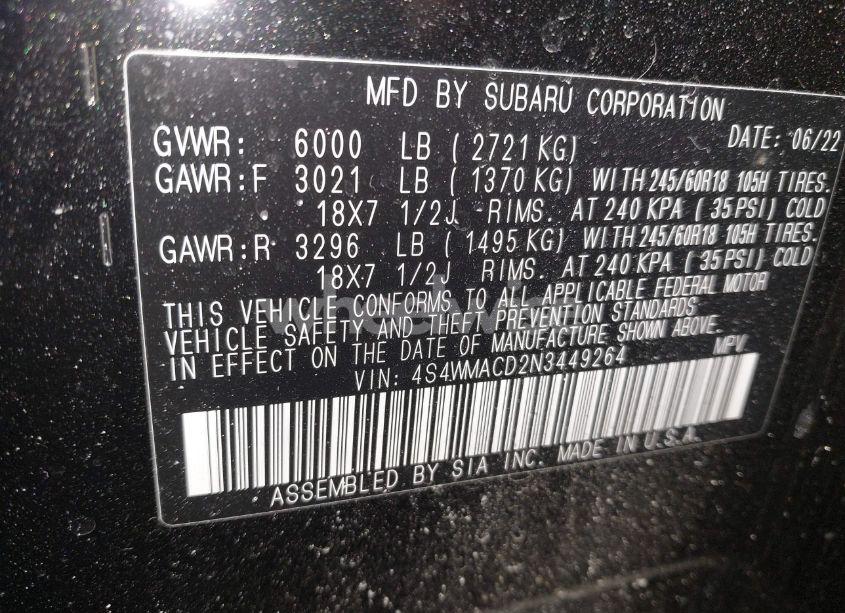 MFD BY SUBARU CORPORATION
DATE: 06/22
GVWR: 6000 LB ( 2721 KG)
GAWR:F 3021 LB ( 1370 KG) WITH 245/60R18 105H TIRES.
18X7 1/2J -RIMS. AT 240 KPA ( 35 PSI) COLD
GAWR:R 3296 LB ( 1495 KG) WITH 245/60R18 105H TIRES.
18X7 1/2J RIMS. AT 240 KPA ( 35 PSI) COLD
THIS VEHICLE CONFORMS TO ALL APPLICABLE FEDERAL MOTOR
VEHICLE SAFETY AND THEFT PREVENTION STANDARDS
IN EFFECT ON THE DATE OF MANUFACTURE SHOWN ABOVE.
VIN: 4S4WMACD2N3449264 MPV
ASSEMBLED BY SIA INC. MADE IN U.S.A.